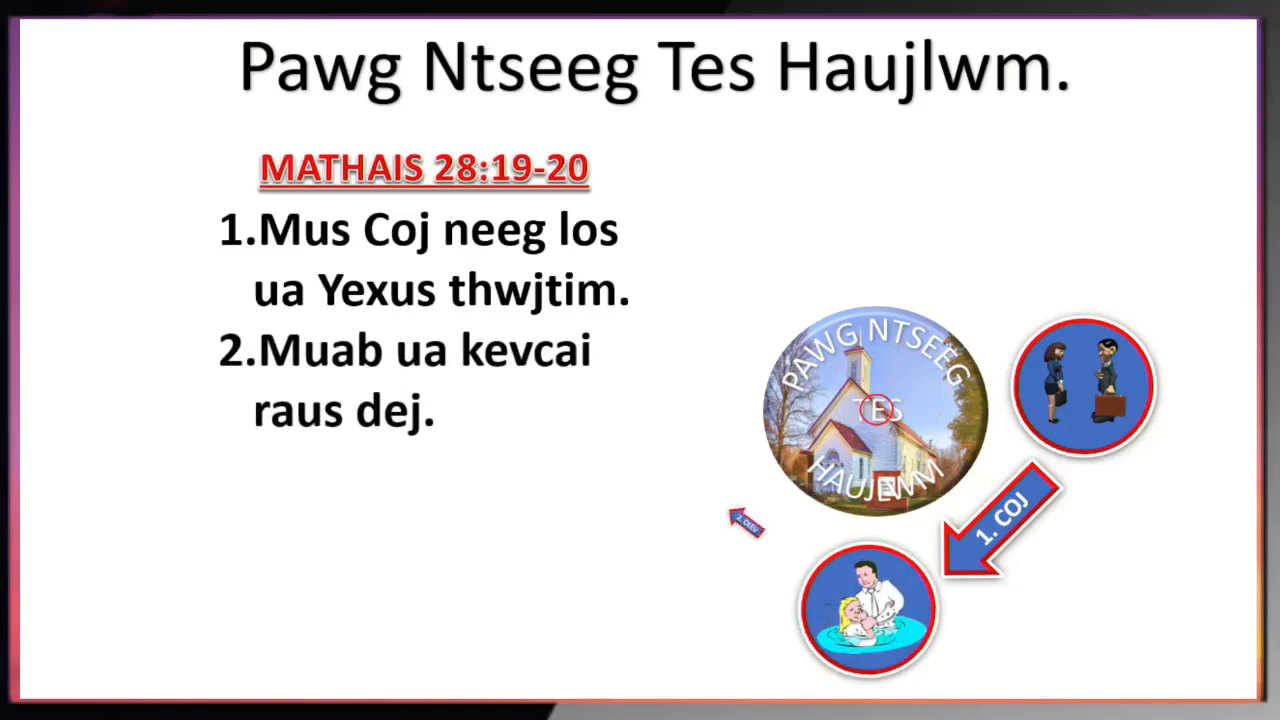 Pawg Ntseeg Tes Haujlwm.
MATHAIS 28:19-20
1.Mus Coj neeg los
ua Yexus thwjtim.
2.Muab ua kevcai
raus dej.
PAWG NTSEEG
TES
HAUJLWM
1. COJ